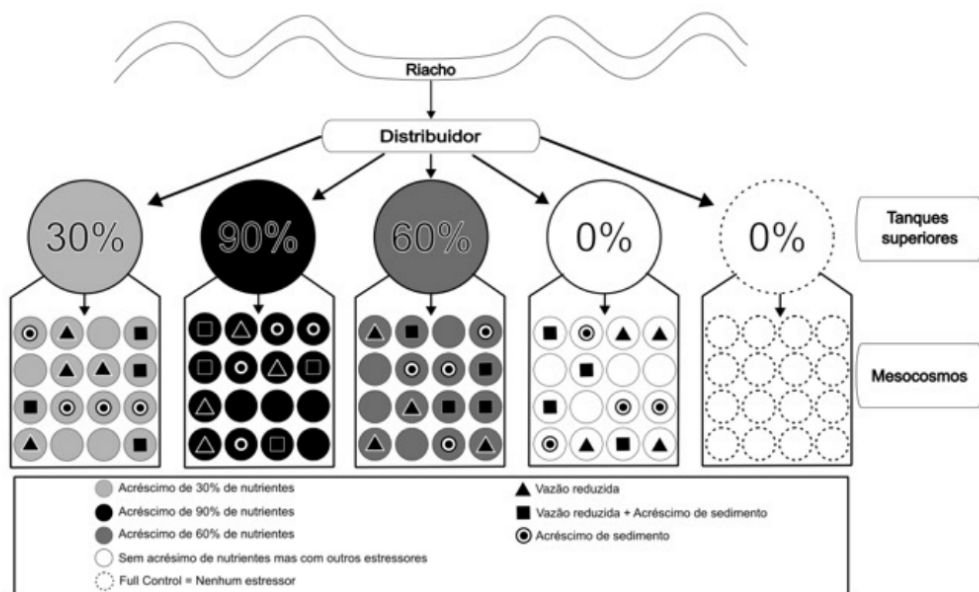 Riacho
Distribuidor
30%
90%
60%
0%
0%
Tanques
superiores
Mesocosmos
Acréscimo de 30% de nutrientes
Acréscimo de 90% de nutrientes
Acréscimo de 60% de nutrientes
Sem acrésimo de nutrientes mas com outros estressores
Full Control = Nenhum estressor
Vazão reduzida
Vazão reduzida + Acréscimo de sedimento
Acréscimo de sedimento